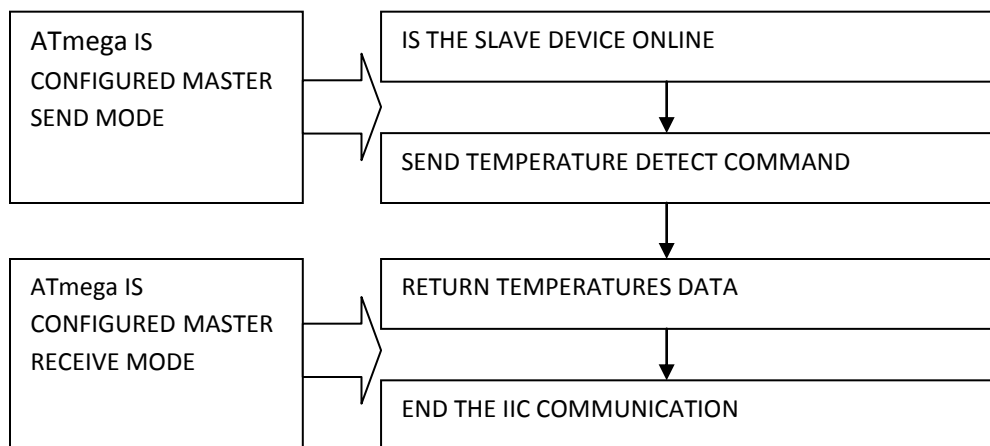 ATmega IS
CONFIGURED MASTER
SEND MODE
IS THE SLAVE DEVICE ONLINE
SEND TEMPERATURE DETECT COMMAND
ATmega IS
CONFIGURED MASTER
RECEIVE MODE
RETURN TEMPERATURES DATA
END THE IIC COMMUNICATION